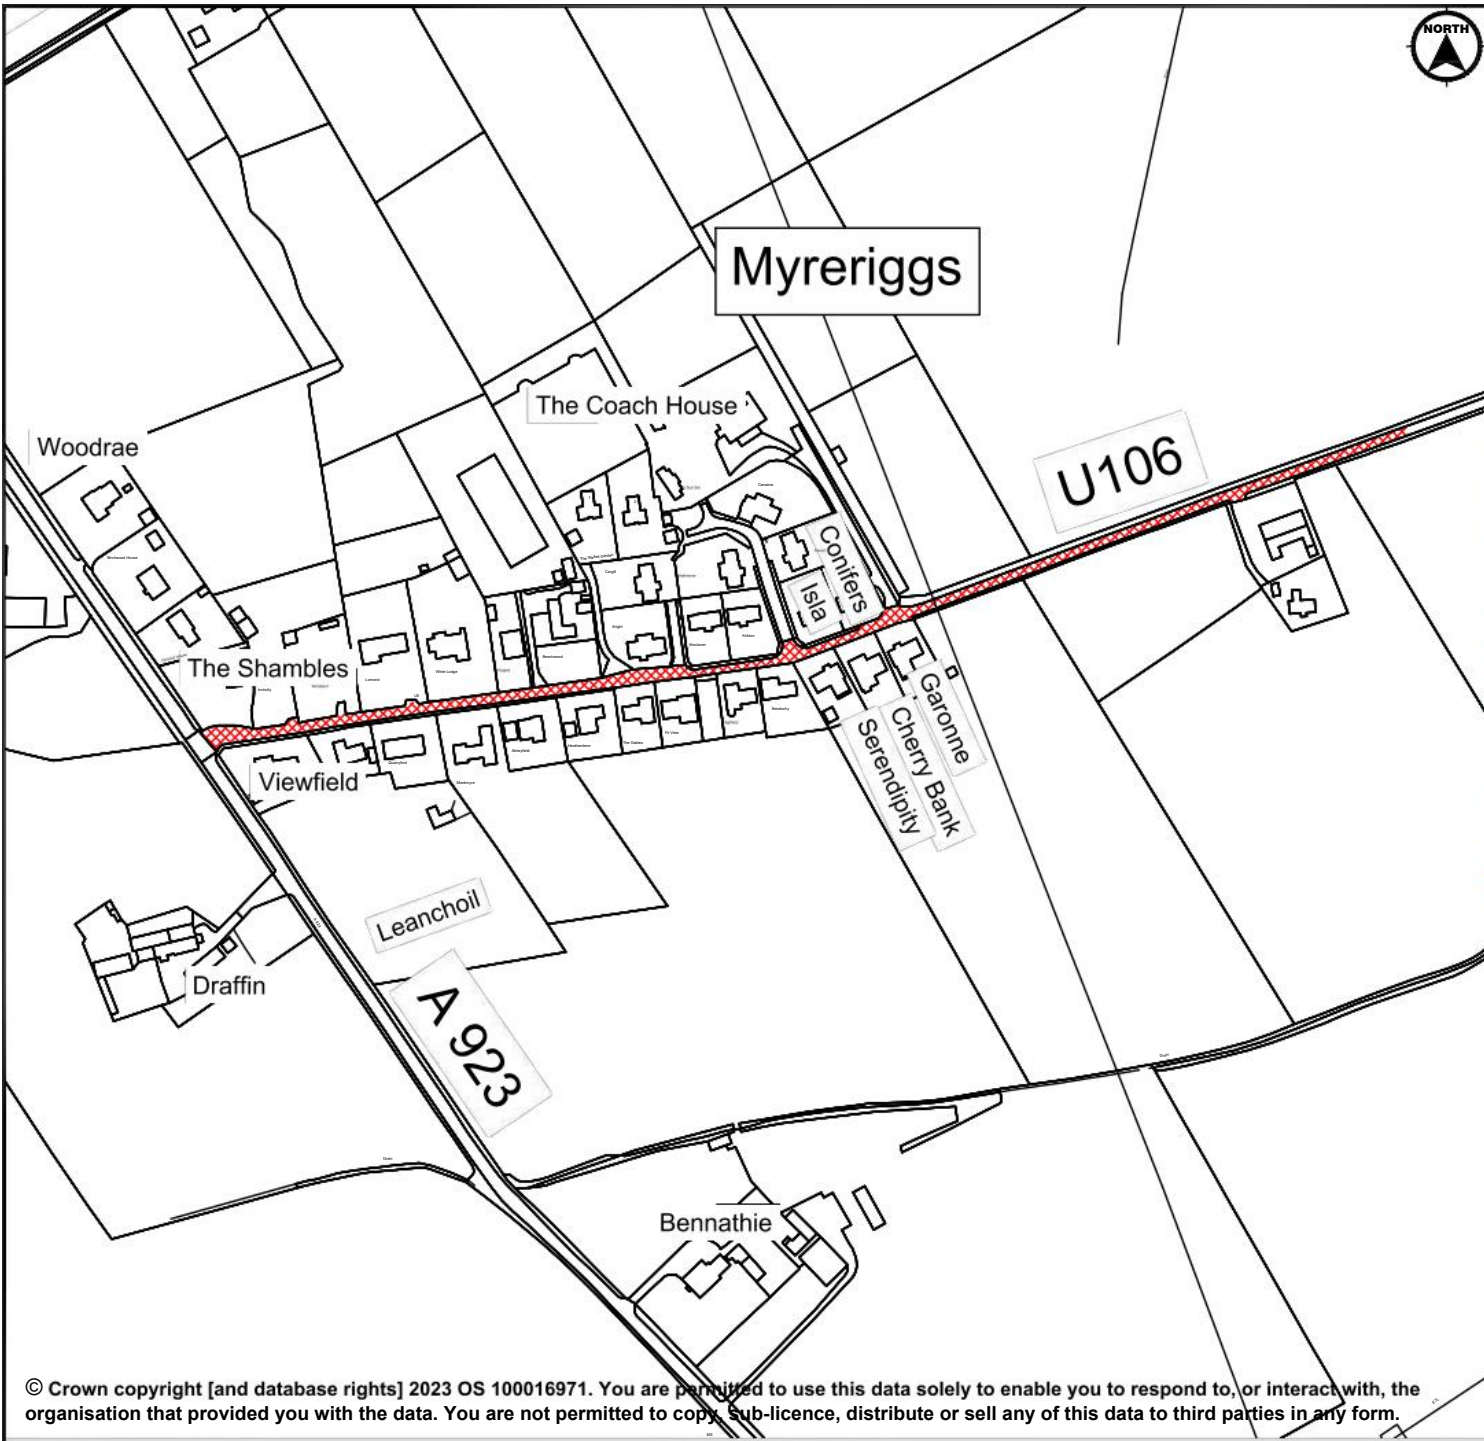 NORTH
Myreriggs
The Coach House
Woodrae
U106
Conifers
Isla
The Shambles
White Lodge
Garonne
Cherry Bank
Serendipity
Viewfield
Leanchoil
Draffin
A 923
Drain
Bennathie
© Crown copyright [and database rights] 2023 OS 100016971. You are permitted to use this data solely to enable you to respond to, or interact with, the
organisation that provided you with the data. You are not permitted to copy, sub-licence, distribute or sell any of this data to third parties in any form.